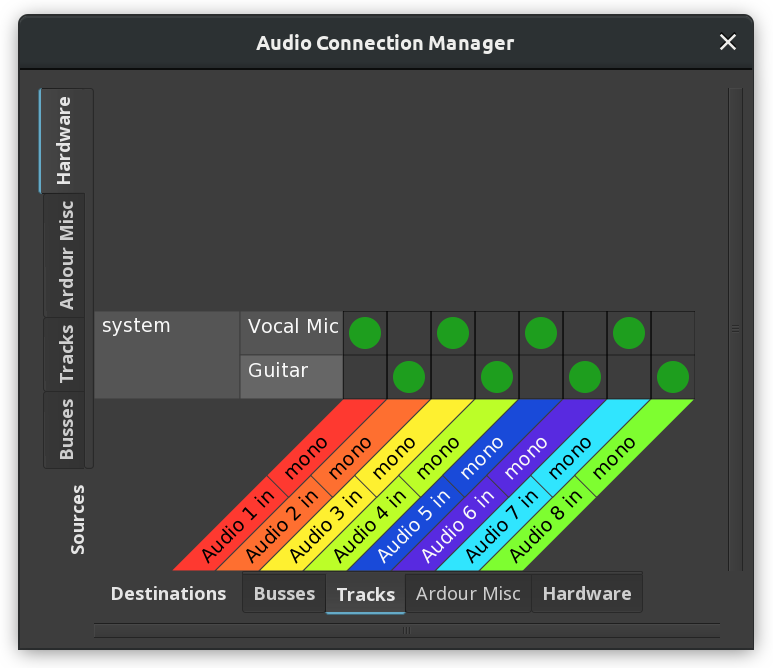 Audio Connection Manager
Hardware
Ardour Misc
Tracks
Busses
Sources
system
Vocal Mic
Guitar
Audio 1 in mono
Audio 2 in mono
Audio 3 in mono
Audio 4 in mono
Audio 5 in mono
Audio 6 in mono
Audio 7 in mono
Audio 8 in mono
Destinations Busses Tracks Ardour Misc Hardware